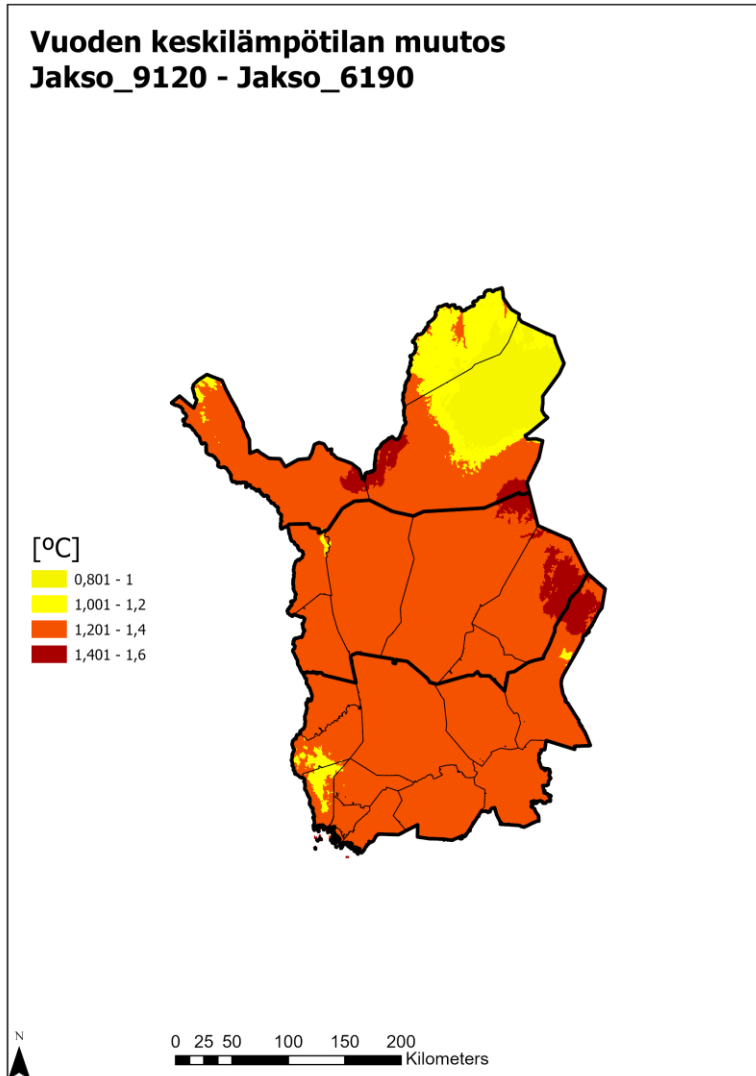 Vuoden keskilämpötilan muutos
Jakso_9120 - Jakso_6190
[ºC]
0,801 - 1
1,001 - 1,2
1,201 - 1,4
1,401 - 1,6
N
0 25 50 100 150 200
Kilometers